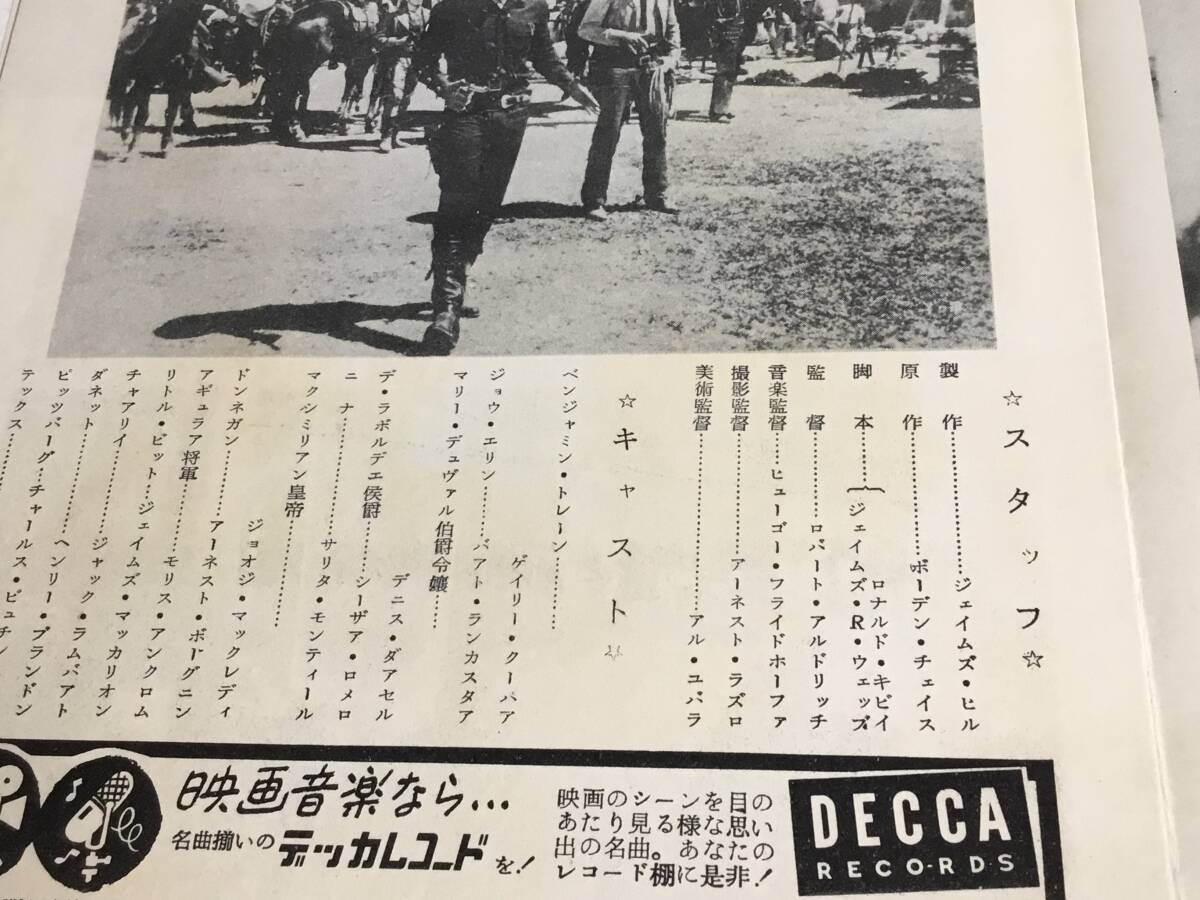 ☆スタッフ☆
製作…………ジェイムズ・ヒル
原作…………ボーデン・チェイス
脚本……{ロナルド・キビイ
ジェイムズ・R・ウェッブ
監督…………ロバート・アルドリッチ
音楽監督……ヒューゴー・フライドホーファ
撮影監督…………アーネスト・ラズロ
美術監督…………アル・ユバラ
☆キャスト☆
ベンジャミン・トレーン…………
ゲイリー・クーパア
ジョウ・エリン………バアト・ランカスタア
マリー・デュヴァル伯爵令嬢……
デニス・ダアセル
デ・ラボルデエ侯爵……シーザア・ロメロ
ニナ…………サリタ・モンティール
マクシミリアン皇帝…………
ジョオジ・マックレディ
ドンネガン…………アーネスト・ボーグニン
アギュラア将軍…………モリス・アンクロム
リトル・ビット……ジェイムズ・マッカリオン
チャアリイ…………ジャック・ラムバアト
ダネット…………ヘンリー・ブランドン
ピッツバーグ……チャールス・ビュチン
テックス…………
映画音楽なら…
名曲揃いのデッカレコードを!
映画のシーンを目の
あたり見る様な思い
出の名曲。あなたの
レコード棚に是非!
DECCA
RECORDS